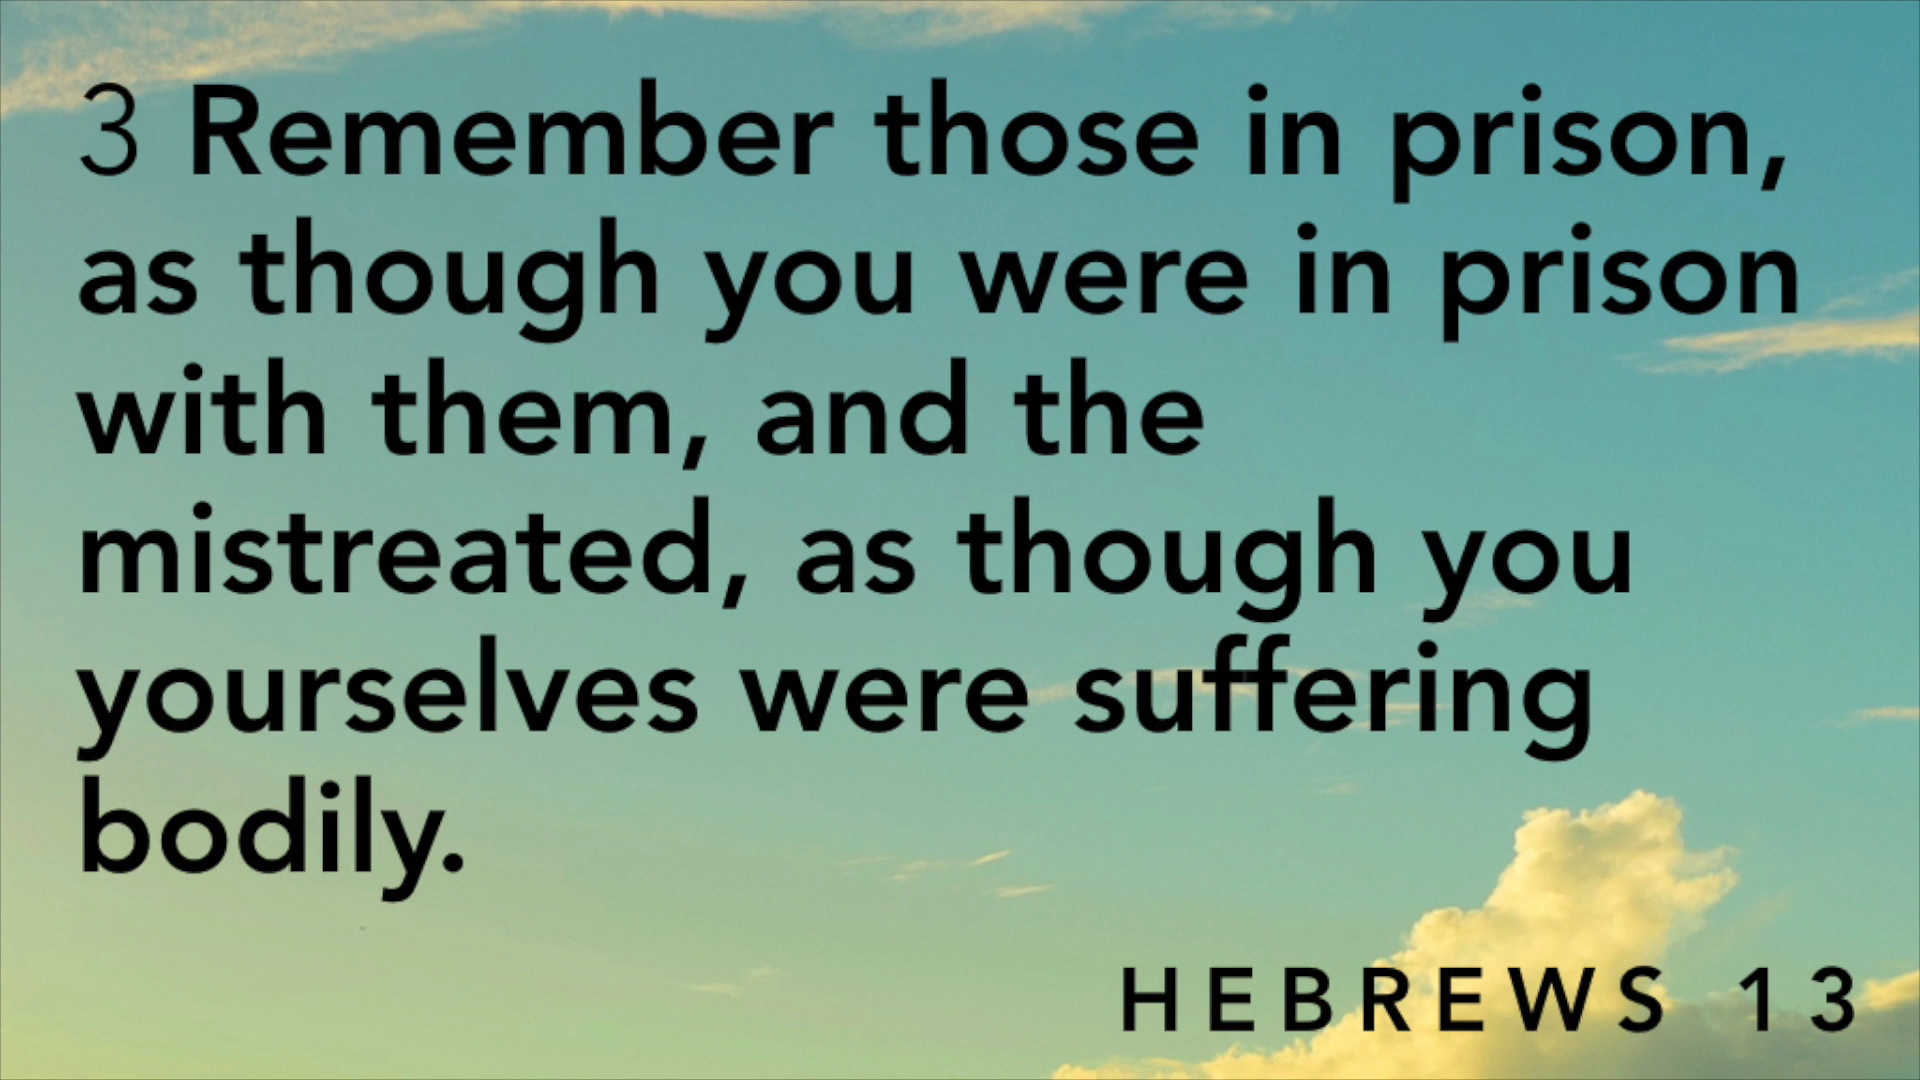 3 Remember those in prison,
as though you were in prison
with them, and the
mistreated, as though you
yourselves were suffering
bodily.
HEBREWS 13